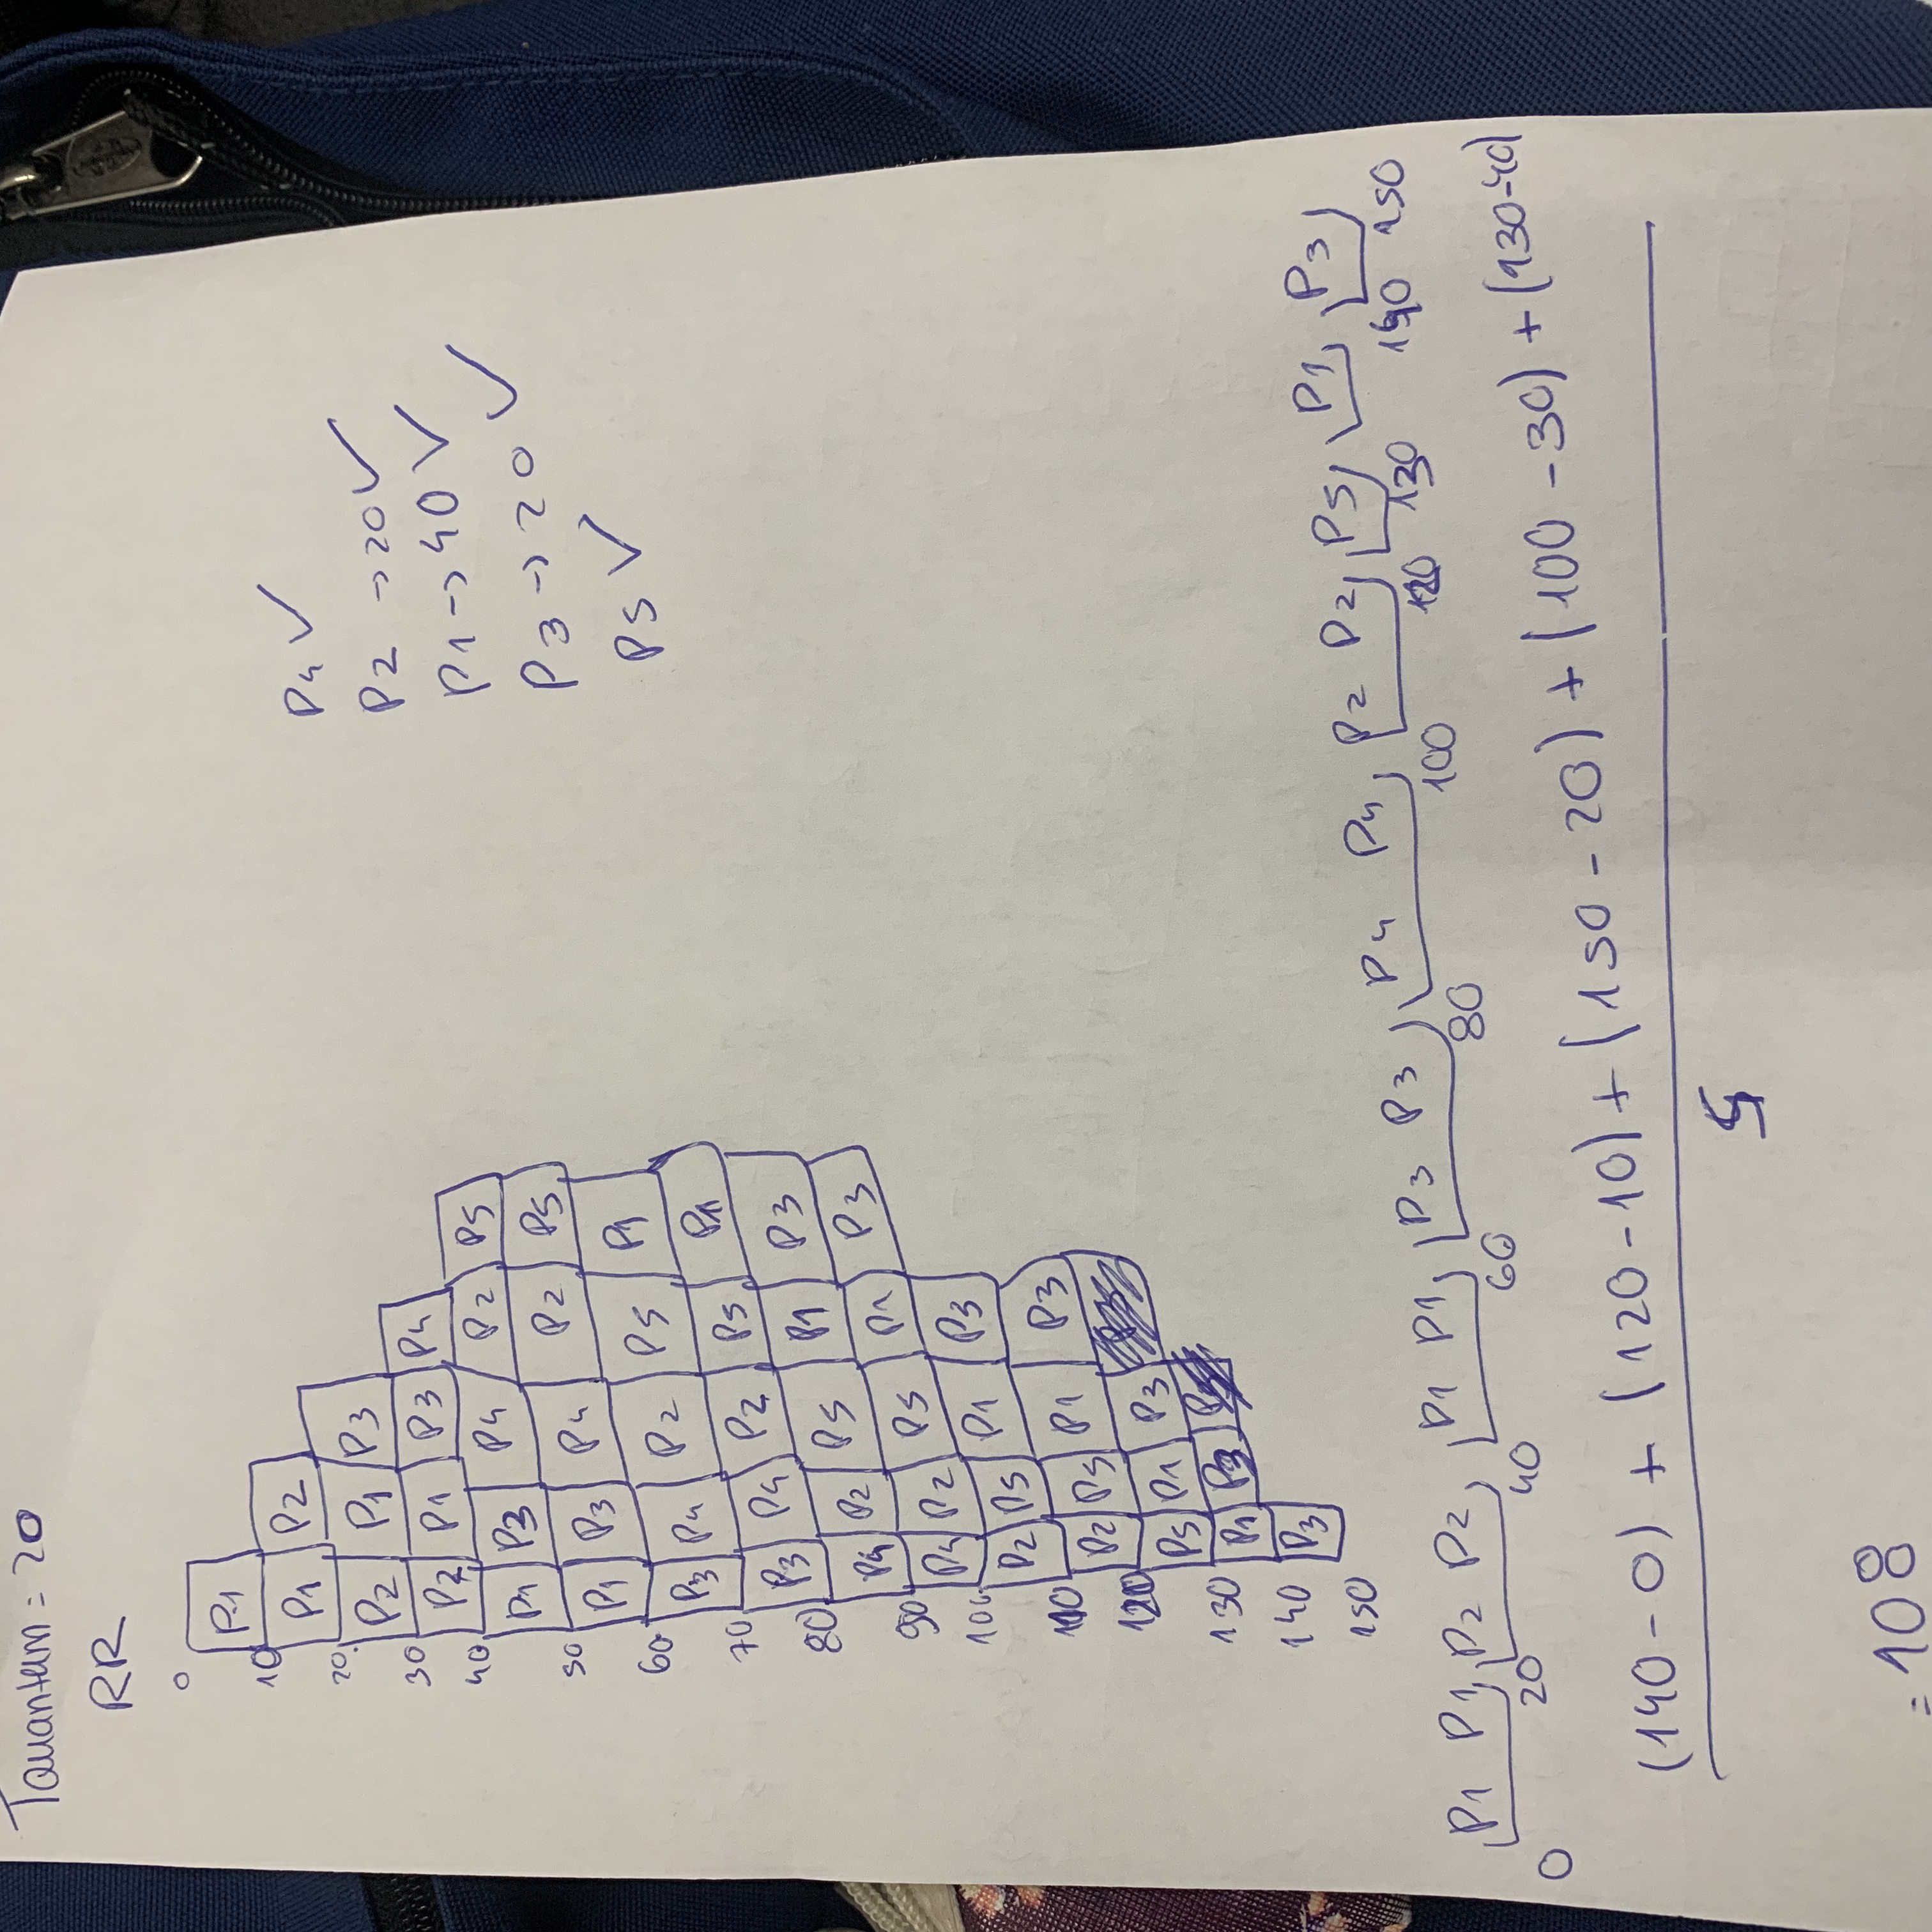 Tquantum = 20
RR
0
P1
10
P1 P2
20
P2 P1 P3
30
P2 P1 P3 P4
40
P1 P3 P4 P2 P5
50
P1 P3 P4 P2 P5
60
P3 P4 P2 P5 P1
70
P3 P4 P2 P5 P1
80
P4 P2 P5 P1 P3
90
P4 P2 P5 P1 P3
100
P2 P5 P1 P3
110
P2 P5 P1 P3
120
P5 P1 P3
130
P1 P3
140
P3
150
P4 ✓
P2 → 20 ✓
P1 → 40 ✓
P3 → 20 ✓
P5 ✓
P1 P1 P2 P2 P1 P1 P3 P3 P4 P4 P2 P2 P5 P1 P3
0 20 40 60 80 100 120 130 140 150
(140 - 0) + (120 - 10) + (150 - 20) + (100 - 30) + (130 - 40)
5
= 108